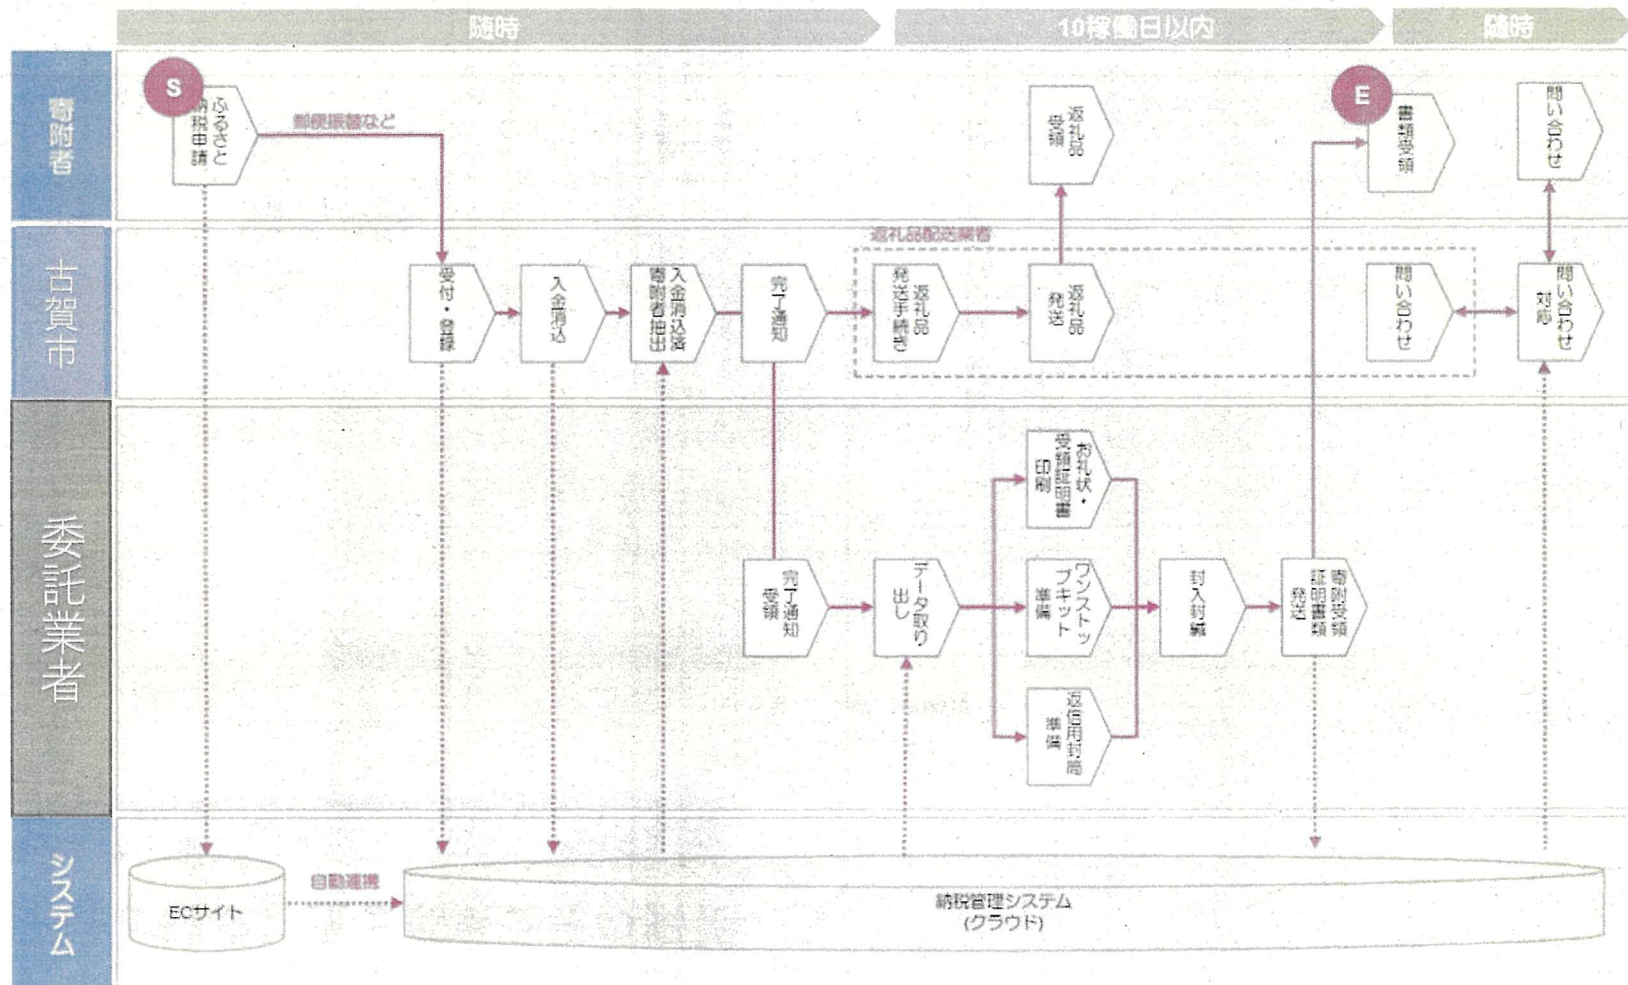 随時
10稼働日以内
随時
寄附者
S
ふるさと
納税申請
郵便振替など
返礼品
受領
E
書類受領
問い合わせ
古賀市
返礼品配送業者
受付・登録
入金消込
入金消込済
寄附者抽出
完了通知
返礼品
発送手続き
返礼品
発送
問い合わせ
問い合わせ
対応
委託業者
お礼状・
受領証明書
印刷
完了通知
受領
データ取り
出し
ワンストッ
プキット
準備
封入封緘
寄附受領
証明書類
発送
返信用封筒
準備
システム
ECサイト
自動連携
納税管理システム
(クラウド)